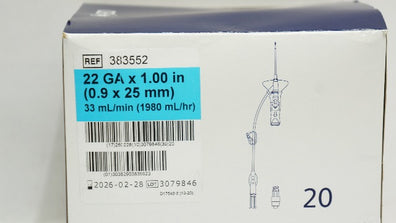 REF 383552
22 GA x 1.00 in
(0.9 x 25 mm)
33 mL/min (1980 mL/hr)
2026-02-28 LOT 3079846
20